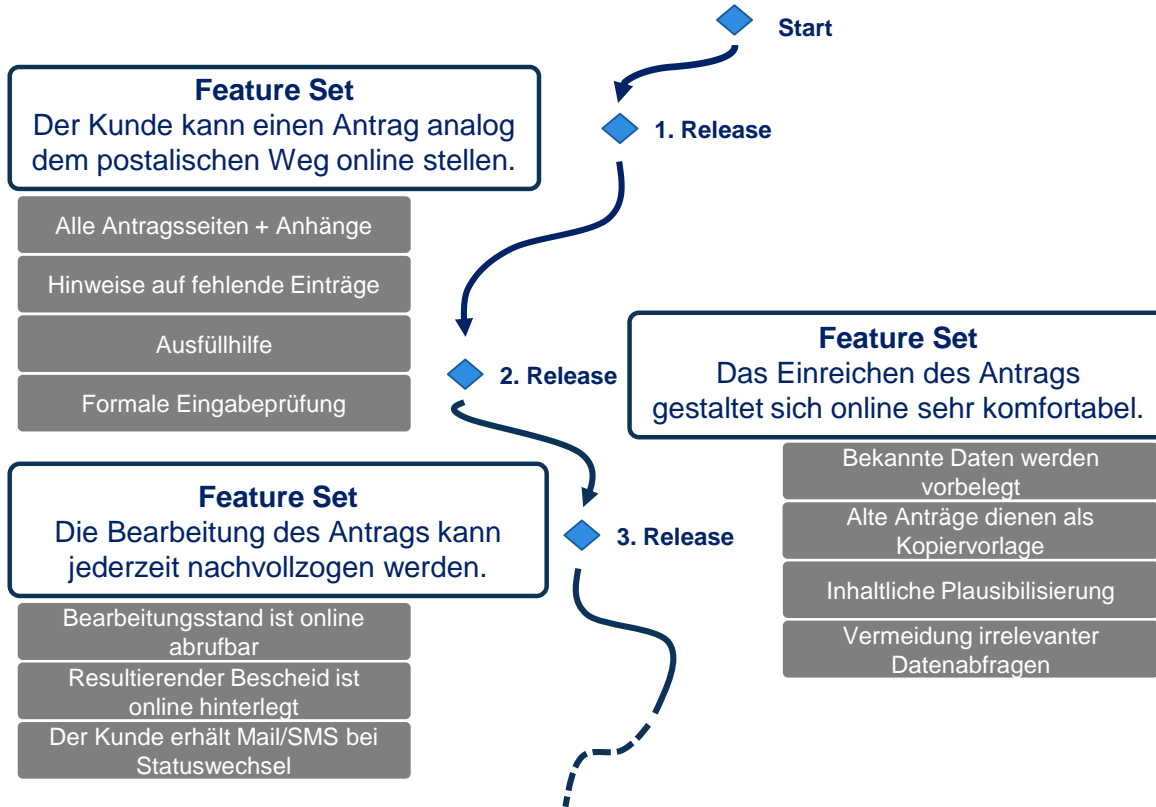 Start
Feature Set
Der Kunde kann einen Antrag analog
dem postalischen Weg online stellen.
1. Release
Alle Antragsseiten + Anhänge
Hinweise auf fehlende Einträge
Ausfüllhilfe
Formale Eingabeprüfung
2. Release
Feature Set
Das Einreichen des Antrags
gestaltet sich online sehr komfortabel.
Bekannte Daten werden
vorbelegt
Alte Anträge dienen als
Kopiervorlage
Inhaltliche Plausibilisierung
Vermeidung irrelevanter
Datenabfragen
Feature Set
Die Bearbeitung des Antrags kann
jederzeit nachvollzogen werden.
3. Release
Bearbeitungsstand ist online
abrufbar
Resultierender Bescheid ist
online hinterlegt
Der Kunde erhält Mail/SMS bei
Statuswechsel